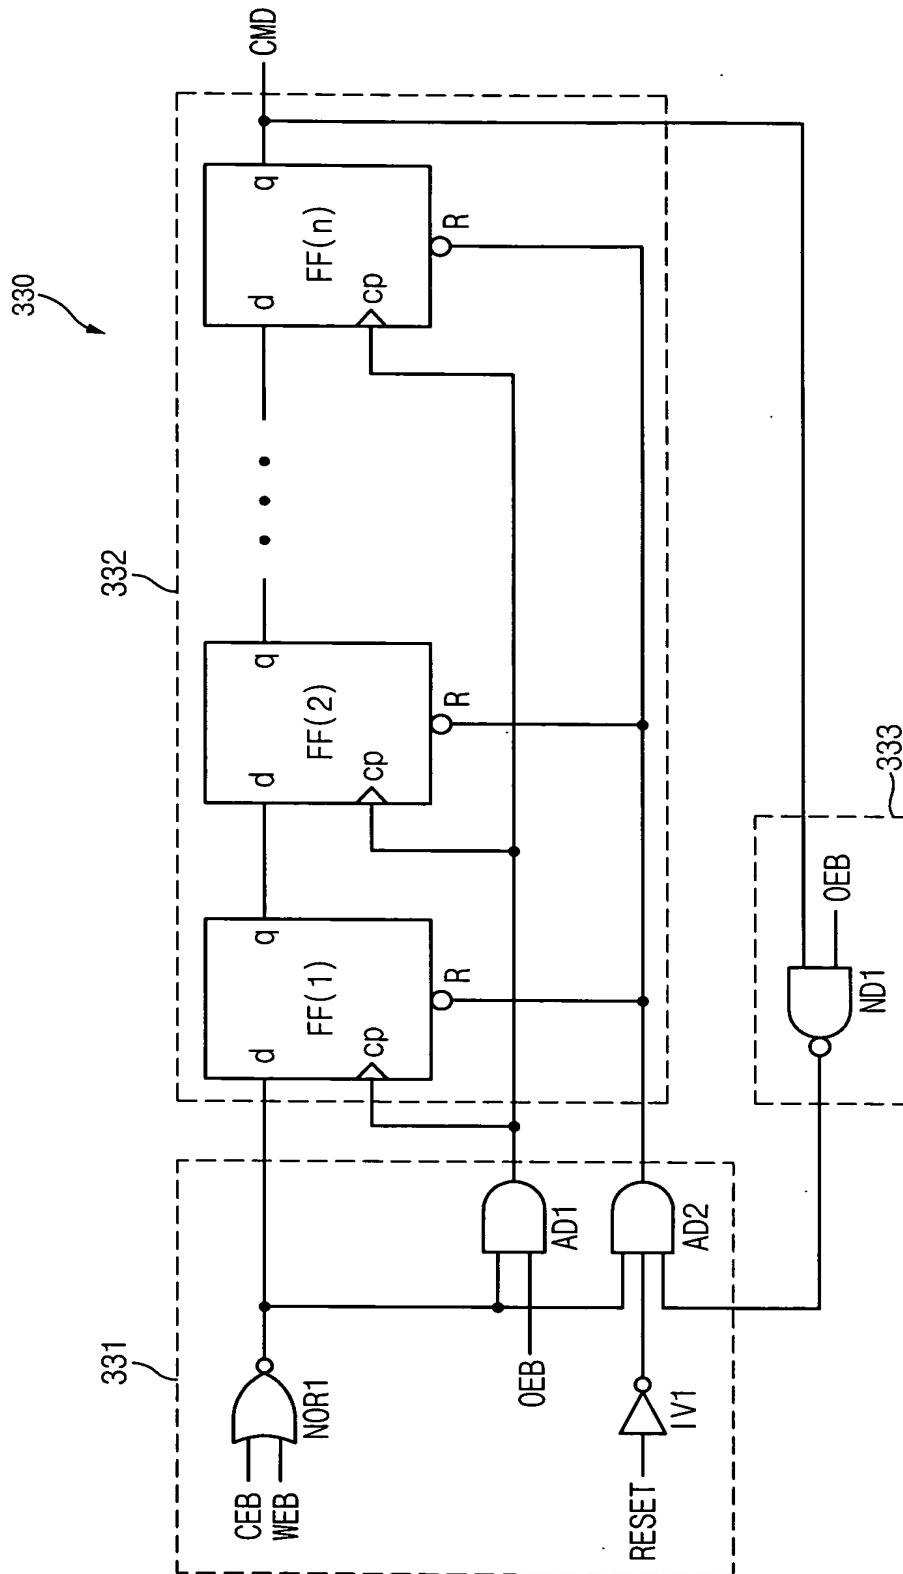 330
331
332
CEB
WEB
NOR1
OEB
AD1
RESET
IV1
AD2
d
q
FF(1)
cp
R
d
q
FF(2)
cp
R
d
q
FF(n)
cp
R
CMD
333
OEB
ND1